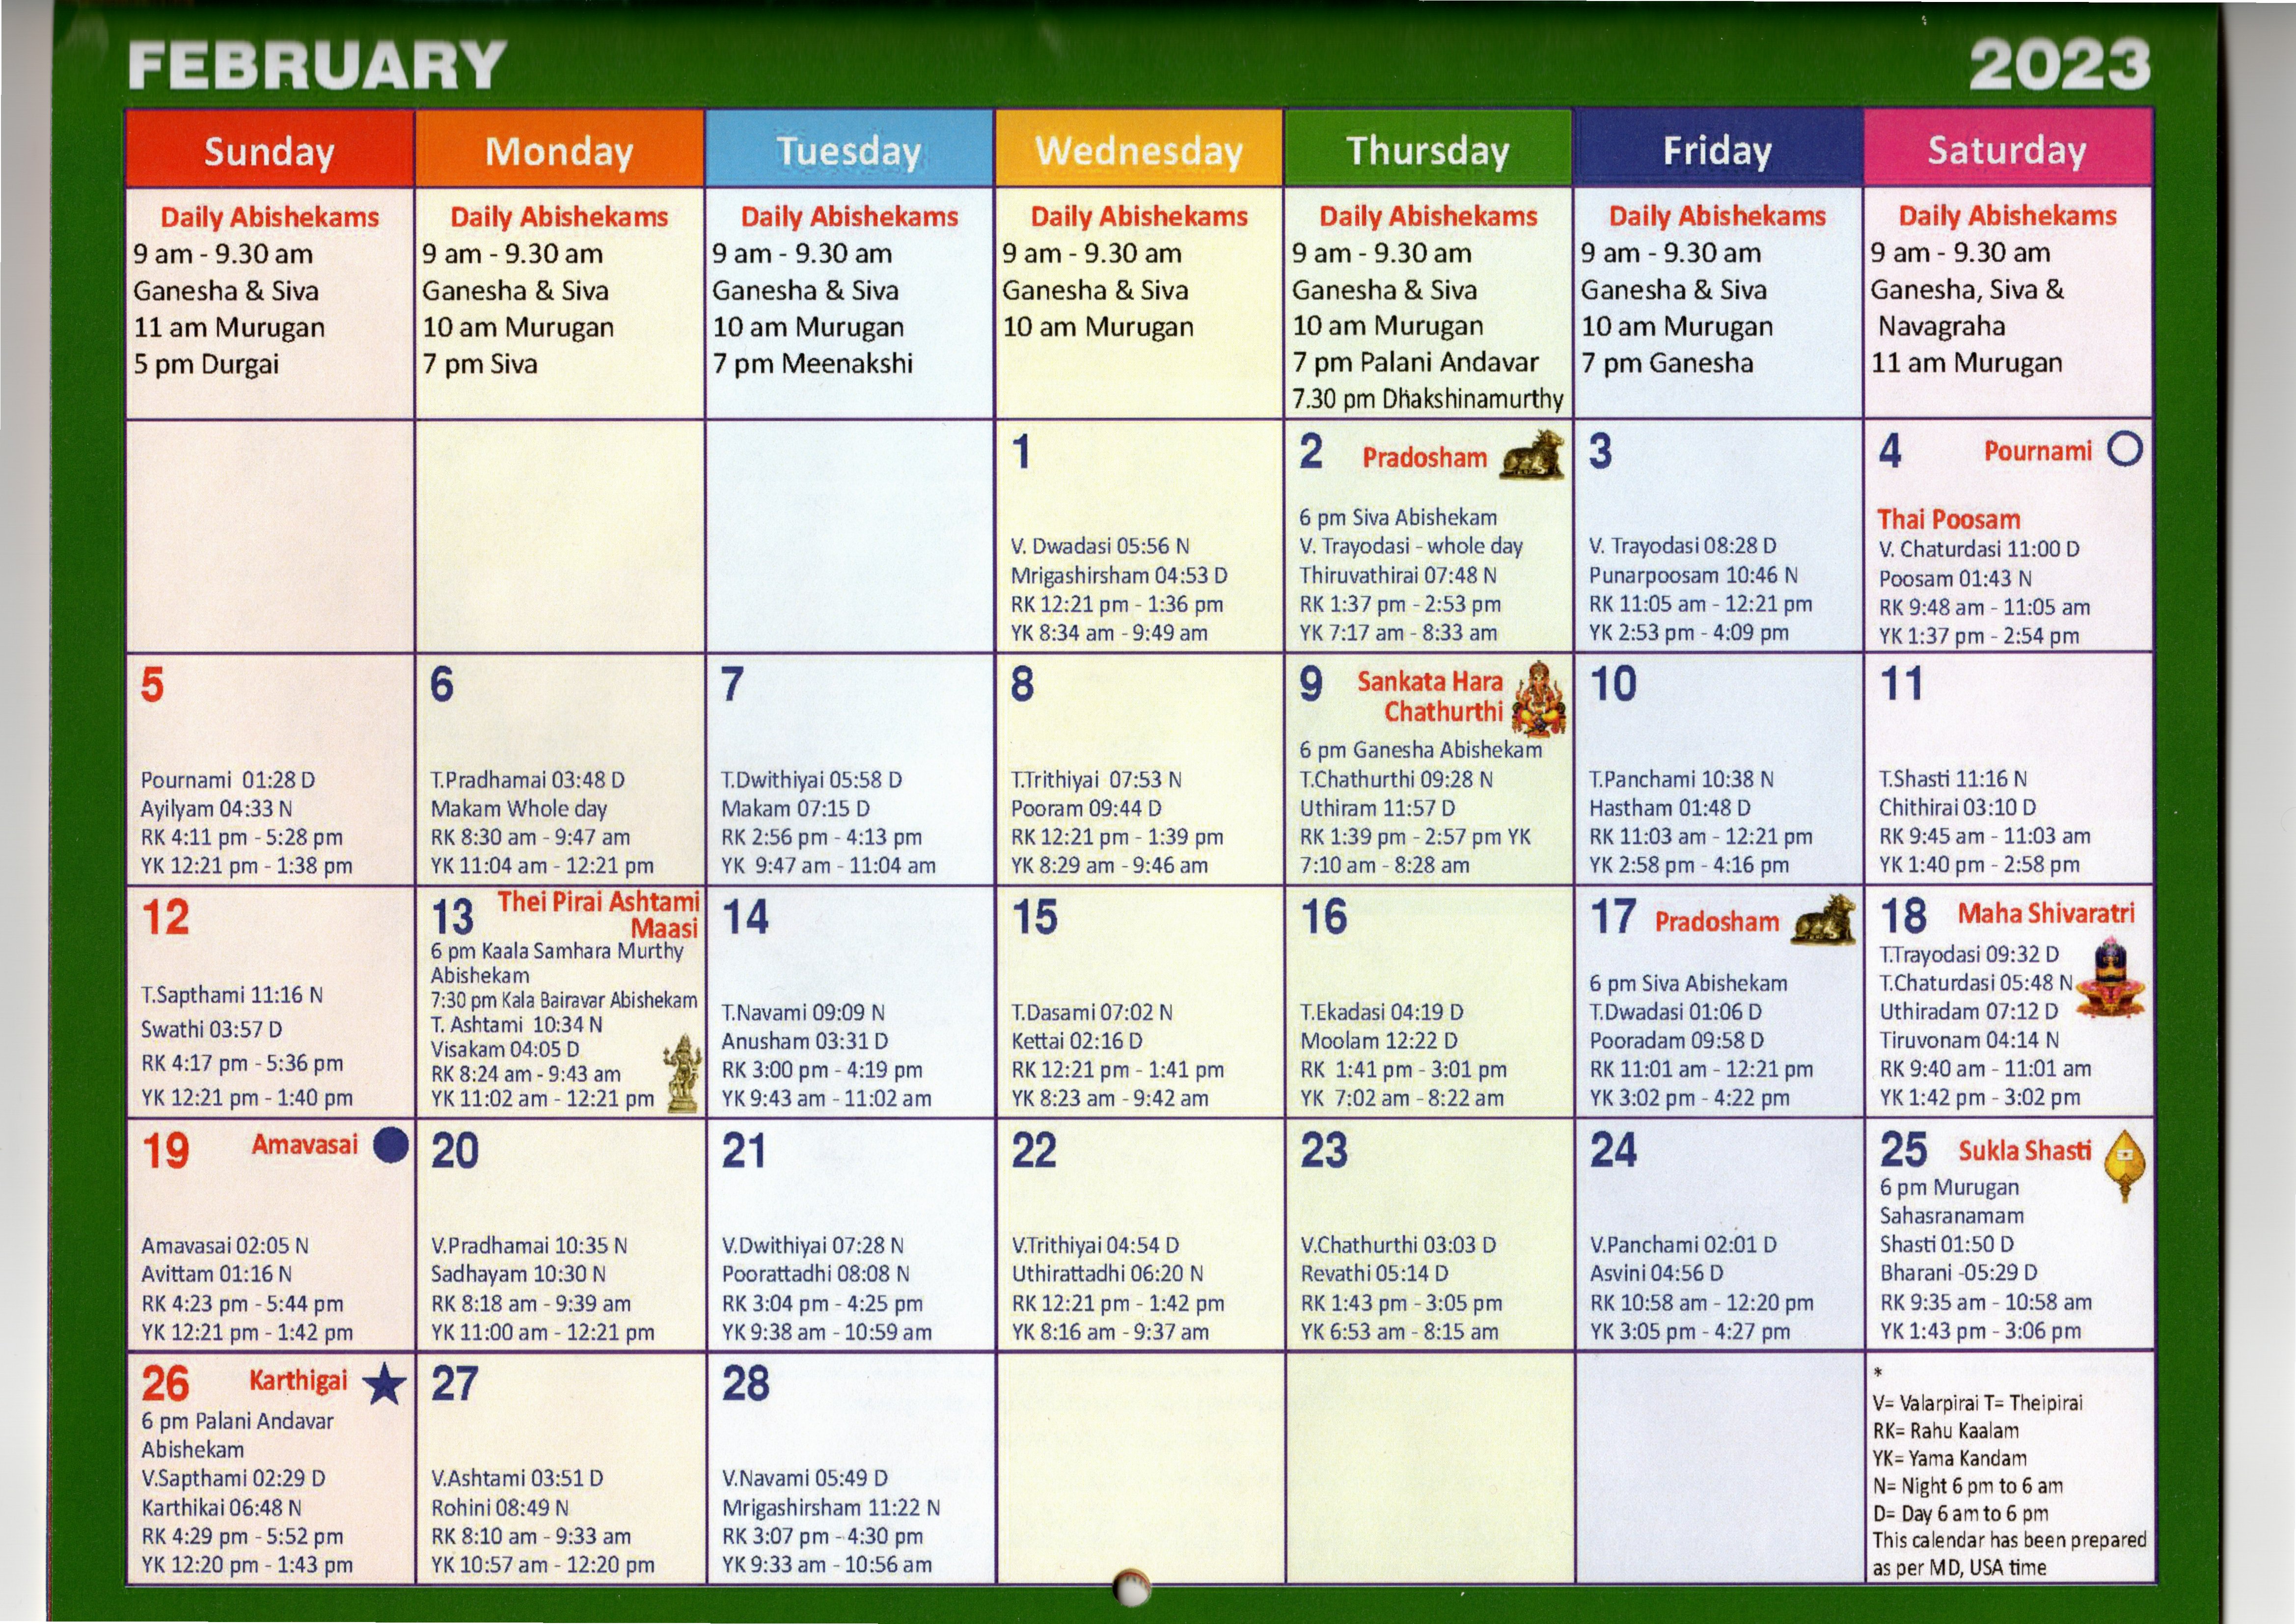 FEBRUARY
2023
Sunday
Monday
Tuesday
Wednesday
Thursday
Friday
Saturday
Daily Abishekams
9 am - 9.30 am
Ganesha & Siva
11 am Murugan
5 pm Durgai
Daily Abishekams
9 am - 9.30 am
Ganesha & Siva
10 am Murugan
7 pm Siva
Daily Abishekams
9 am - 9.30 am
Ganesha & Siva
10 am Murugan
7 pm Meenakshi
Daily Abishekams
9 am - 9.30 am
Ganesha & Siva
10 am Murugan
Daily Abishekams
9 am - 9.30 am
Ganesha & Siva
10 am Murugan
7 pm Palani Andavar
7.30 pm Dhakshinamurthy
Daily Abishekams
9 am - 9.30 am
Ganesha & Siva
10 am Murugan
7 pm Ganesha
Daily Abishekams
9 am - 9.30 am
Ganesha, Siva &
Navagraha
11 am Murugan
1
V. Dwadasi 05:56 N
Mrigashirsham 04:53 D
RK 12:21 pm - 1:36 pm
YK 8:34 am - 9:49 am
2 Pradosham
6 pm Siva Abishekam
V. Trayodasi - whole day
Thiruvathirai 07:48 N
RK 1:37 pm - 2:53 pm
YK 7:17 am - 8:33 am
3
V. Trayodasi 08:28 D
Punarpoosam 10:46 N
RK 11:05 am - 12:21 pm
YK 2:53 pm - 4:09 pm
4 Pournami
Thai Poosam
V. Chaturdasi 11:00 D
Poosam 01:43 N
RK 9:48 am - 11:05 am
YK 1:37 pm - 2:54 pm
5
Pournami 01:28 D
Ayilyam 04:33 N
RK 4:11 pm - 5:28 pm
YK 12:21 pm - 1:38 pm
6
T.Pradhamai 03:48 D
Makam Whole day
RK 8:30 am - 9:47 am
YK 11:04 am - 12:21 pm
7
T.Dwithiyai 05:58 D
Makam 07:15 D
RK 2:56 pm - 4:13 pm
YK 9:47 am - 11:04 am
8
T.Trithiyai 07:53 N
Pooram 09:44 D
RK 12:21 pm - 1:39 pm
YK 8:29 am - 9:46 am
9 Sankata Hara
Chathurthi
6 pm Ganesha Abishekam
T.Chathurthi 09:28 N
Uthiram 11:57 D
RK 1:39 pm - 2:57 pm YK
7:10 am - 8:28 am
10
T.Panchami 10:38 N
Hastham 01:48 D
RK 11:03 am - 12:21 pm
YK 2:58 pm - 4:16 pm
11
T.Shasti 11:16 N
Chithirai 03:10 D
RK 9:45 am - 11:03 am
YK 1:40 pm - 2:58 pm
12
T.Sapthami 11:16 N
Swathi 03:57 D
RK 4:17 pm - 5:36 pm
YK 12:21 pm - 1:40 pm
13 Thei Pirai Ashtami
Maasi
6 pm Kaala Samhara Murthy
Abishekam
7:30 pm Kala Bairavar Abishekam
T. Ashtami 10:34 N
Visakam 04:05 D
RK 8:24 am - 9:43 am
YK 11:02 am - 12:21 pm
14
T.Navami 09:09 N
Anusham 03:31 D
RK 3:00 pm - 4:19 pm
YK 9:43 am - 11:02 am
15
T.Dasami 07:02 N
Kettai 02:16 D
RK 12:21 pm - 1:41 pm
YK 8:23 am - 9:42 am
16
T.Ekadasi 04:19 D
Moolam 12:22 D
RK 1:41 pm - 3:01 pm
YK 7:02 am - 8:22 am
17 Pradosham
6 pm Siva Abishekam
T.Dwadasi 01:06 D
Pooradam 09:58 D
RK 11:01 am - 12:21 pm
YK 3:02 pm - 4:22 pm
18 Maha Shivaratri
T.Trayodasi 09:32 D
T.Chaturdasi 05:48 N
Uthiradam 07:12 D
Tiruvonam 04:14 N
RK 9:40 am - 11:01 am
YK 1:42 pm - 3:02 pm
19 Amavasai
Amavasai 02:05 N
Avittam 01:16 N
RK 4:23 pm - 5:44 pm
YK 12:21 pm - 1:42 pm
20
V.Pradhamai 10:35 N
Sadhayam 10:30 N
RK 8:18 am - 9:39 am
YK 11:00 am - 12:21 pm
21
V.Dwithiyai 07:28 N
Poorattadhi 08:08 N
RK 3:04 pm - 4:25 pm
YK 9:38 am - 10:59 am
22
V.Trithiyai 04:54 D
Uthirattadhi 06:20 N
RK 12:21 pm - 1:42 pm
YK 8:16 am - 9:37 am
23
V.Chathurthi 03:03 D
Revathi 05:14 D
RK 1:43 pm - 3:05 pm
YK 6:53 am - 8:15 am
24
V.Panchami 02:01 D
Asvini 04:56 D
RK 10:58 am - 12:20 pm
YK 3:05 pm - 4:27 pm
25 Sukla Shasti
6 pm Murugan
Sahasranamam
Shasti 01:50 D
Bharani -05:29 D
RK 9:35 am - 10:58 am
YK 1:43 pm - 3:06 pm
26 Karthigai
6 pm Palani Andavar
Abishekam
V.Sapthami 02:29 D
Karthikai 06:48 N
RK 4:29 pm - 5:52 pm
YK 12:20 pm - 1:43 pm
27
V.Ashtami 03:51 D
Rohini 08:49 N
RK 8:10 am - 9:33 am
YK 10:57 am - 12:20 pm
28
V.Navami 05:49 D
Mrigashirsham 11:22 N
RK 3:07 pm - 4:30 pm
YK 9:33 am - 10:56 am
*
V= Valarpirai T= Theipirai
RK= Rahu Kaalam
YK= Yama Kandam
N= Night 6 pm to 6 am
D= Day 6 am to 6 pm
This calendar has been prepared
as per MD, USA time